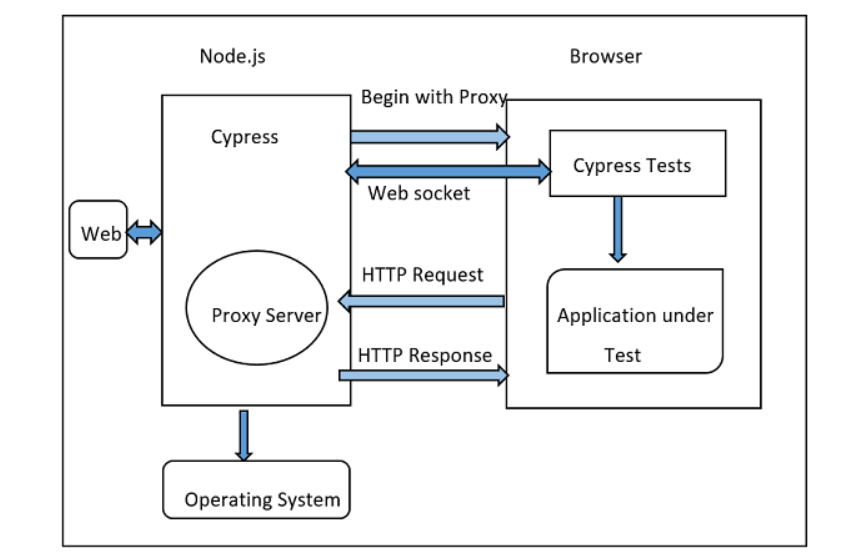 Node.js
Browser
Begin with Proxy
Cypress
Cypress Tests
Web socket
Web
HTTP Request
Proxy Server
Application under
Test
HTTP Response
Operating System